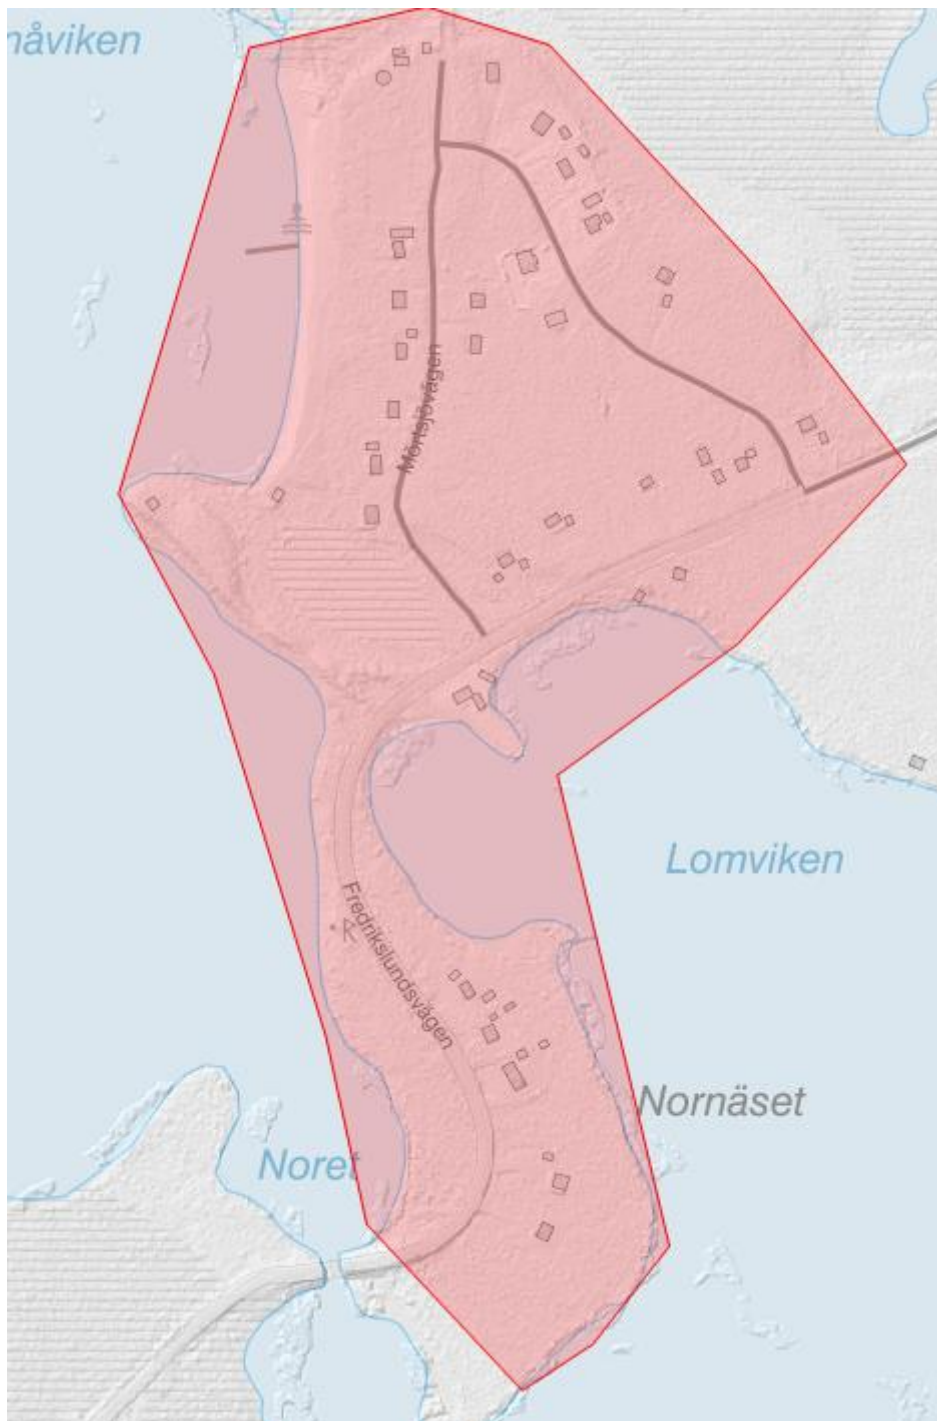 nåviken
Mörtsjövägen
Lomviken
Fredrikslundsvägen
Nornäset
Noret